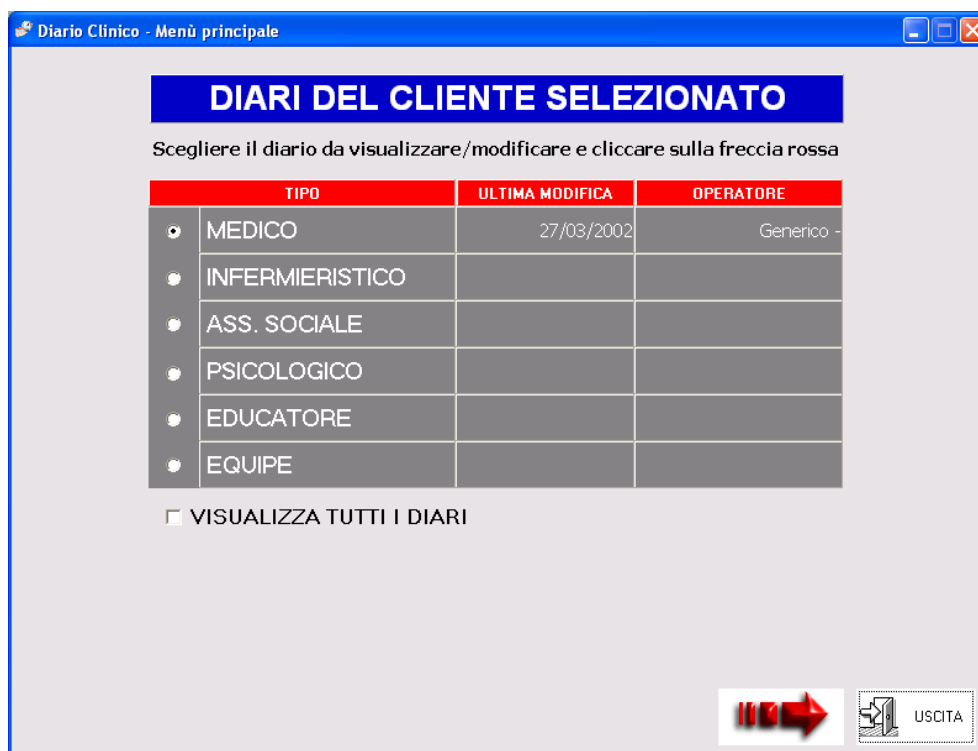 Diario Clinico - Menù principale
DIARI DEL CLIENTE SELEZIONATO
Scegliere il diario da visualizzare/modificare e cliccare sulla freccia rossa
TIPO ULTIMA MODIFICA OPERATORE
MEDICO 27/03/2002 Generico -
INFERMIERISTICO
ASS. SOCIALE
PSICOLOGICO
EDUCATORE
EQUIPE
VISUALIZZA TUTTI I DIARI
USCITA